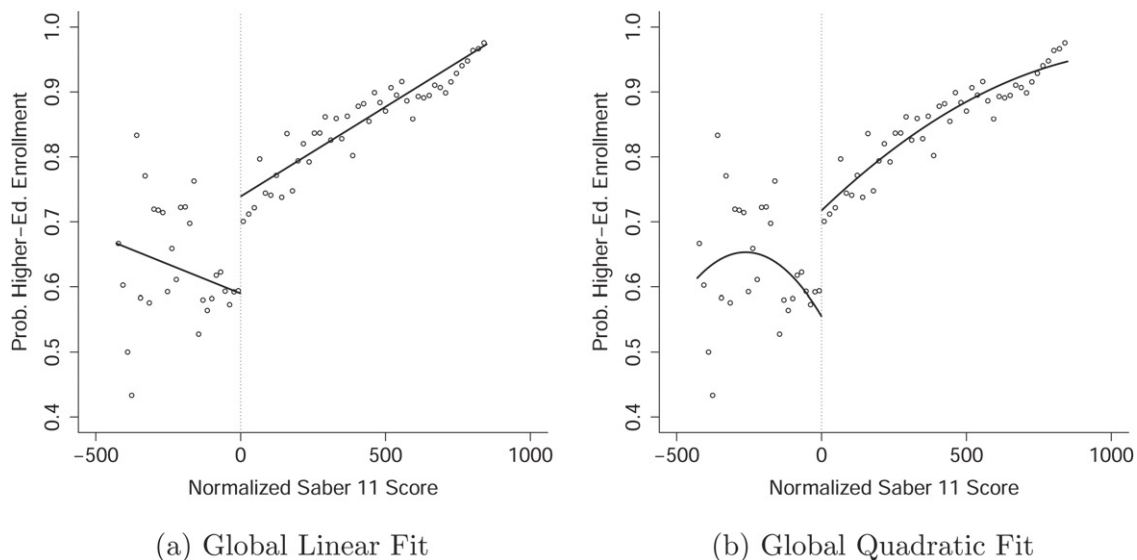 1.0
0.9
0.8
0.7
0.6
0.5
0.4
Prob. Higher−Ed. Enrollment
−500 0 500 1000
Normalized Saber 11 Score
(a) Global Linear Fit
1.0
0.9
0.8
0.7
0.6
0.5
0.4
Prob. Higher−Ed. Enrollment
−500 0 500 1000
Normalized Saber 11 Score
(b) Global Quadratic Fit